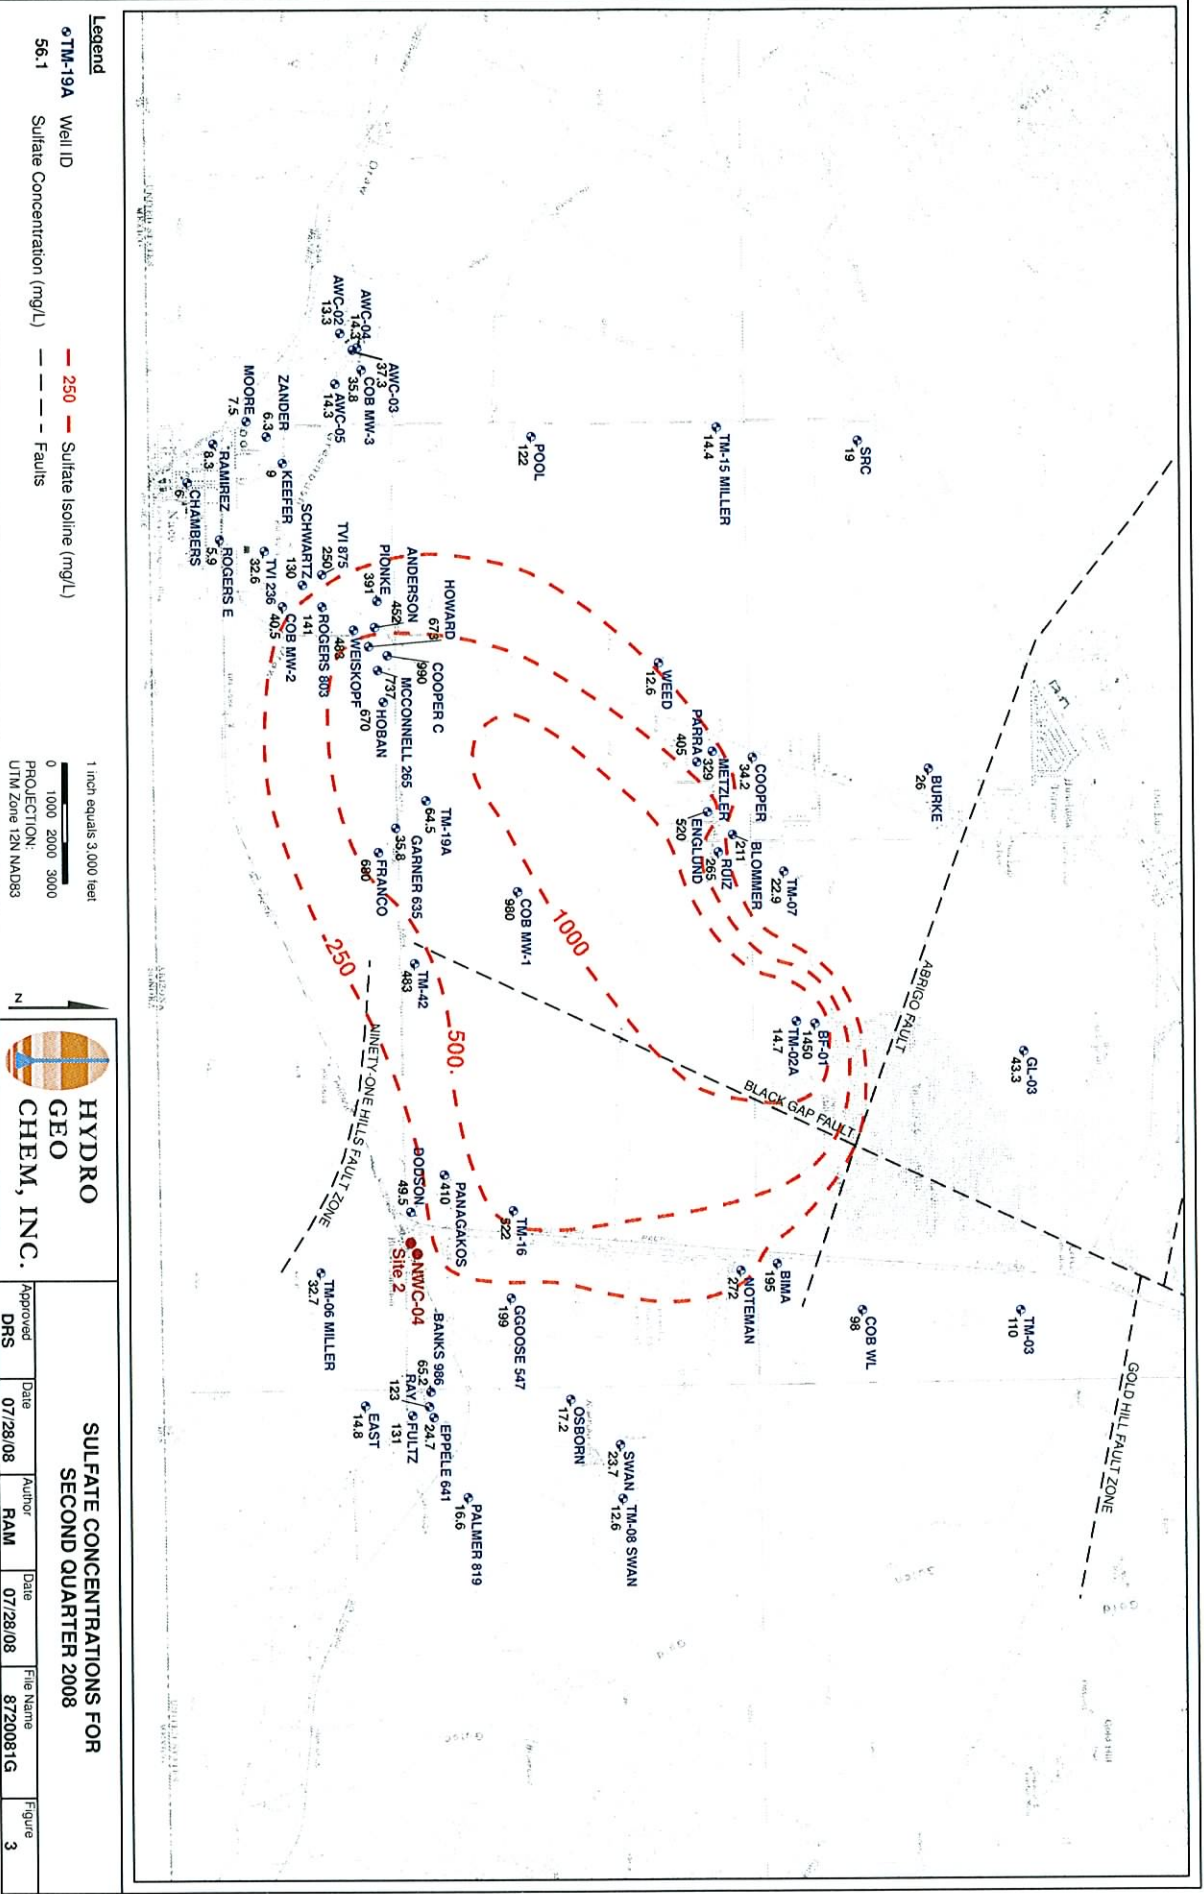 GOLD HILL FAULT ZONE
TM-03
110
GL-03
43.3
ABRIGO FAULT
BURKE
26
SRC
19
COB WL
98
BLACK GAP FAULT
BF-01
1450
TM-02A
14.7
TM-07
22.9
BIMA
195
NOTEMAN
272
COOPER
34.2
BLOMMER
211
METZLER
329
RUIZ
265
PARRA
405
ENGLUND
520
WEED
12.6
TM-15 MILLER
14.4
SWAN
23.7
TM-08 SWAN
12.6
OSBORN
17.2
1000
POOL
122
COB MW-1
980
TM-16
522
GGOOSE 547
199
PALMER 819
16.6
500
PANAGAKOS
410
HOWARD
673
COOPER C
990
TM-19A
64.5
BANKS 986
65.2
EPPELE 641
24.7
RAY
123
FULTZ
131
NWC-04
Site 2
DODSON
49.5
TM-42
483
ANDERSON
452
MCCONNELL 265
737
GARNER 635
35.8
PIONKE
391
HOBAN
670
FRANCO
680
AWC-03
37.3
AWC-04
14.3
COB MW-3
35.8
AWC-02
13.3
AWC-05
14.3
EAST
14.8
NINETY-ONE HILLS FAULT ZONE
WEISKOPF
483
TVI 875
250
250
TM-06 MILLER
32.7
ROGERS 803
141
SCHWARTZ
130
ZANDER
6.3
KEEFER
9
COB MW-2
40.5
TVI 236
32.6
MOORE
7.5
RAMIREZ
8.3
ROGERS E
5.9
CHAMBERS
Legend
TM-19A Well ID
56.1 Sulfate Concentration (mg/L)
250 Sulfate Isoline (mg/L)
Faults
1 inch equals 3,000 feet
0 1000 2000 3000
PROJECTION:
UTM Zone 12N NAD83
N
HYDRO
GEO
CHEM, INC.
SULFATE CONCENTRATIONS FOR
SECOND QUARTER 2008
Approved Date Author Date File Name Figure
DRS 07/28/08 RAM 07/28/08 8720081G 3